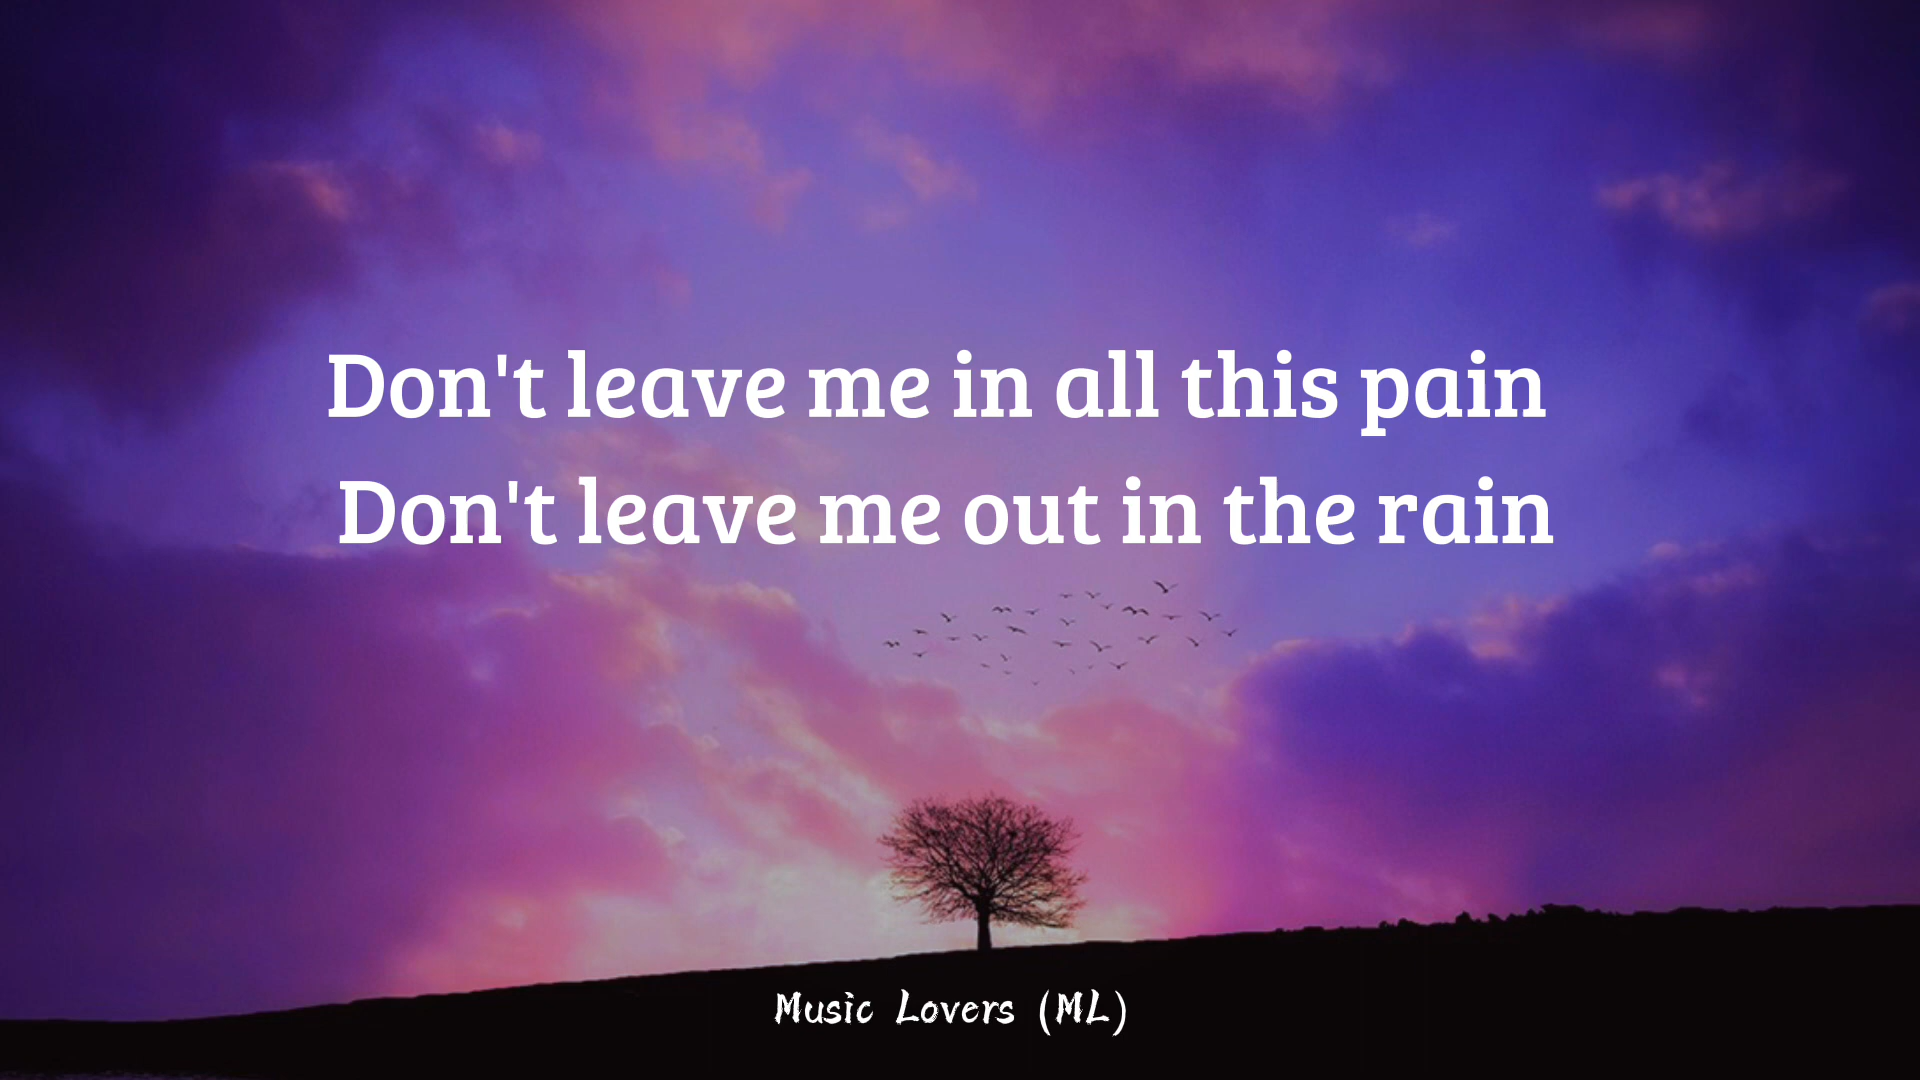 Don't leave me in all this pain
Don't leave me out in the rain
Music Lovers (ML)